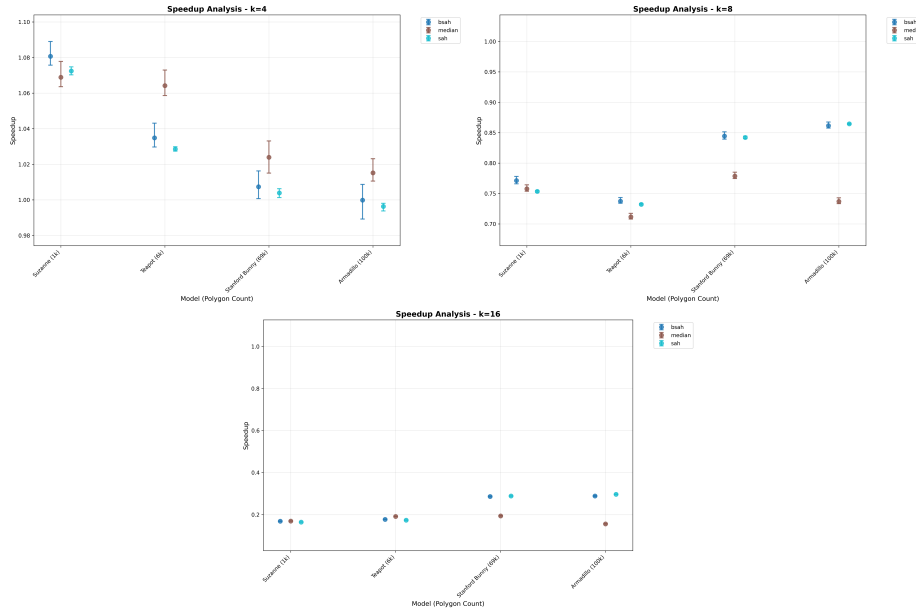 Speedup Analysis - k=4
1.10
1.08
1.06
1.04
1.02
1.00
0.98
Speedup
Suzanne (1k)
Teapot (6k)
Stanford Bunny (69k)
Armadillo (100k)
Model (Polygon Count)
bsah
median
sah
Speedup Analysis - k=8
1.00
0.95
0.90
0.85
0.80
0.75
0.70
Speedup
Suzanne (1k)
Teapot (6k)
Stanford Bunny (69k)
Armadillo (100k)
Model (Polygon Count)
bsah
med
sah
Speedup Analysis - k=16
1.0
0.8
0.6
0.4
0.2
Speedup
Suzanne (1k)
Teapot (6k)
Stanford Bunny (69k)
Armadillo (100k)
Model (Polygon Count)
bsah
median
sah